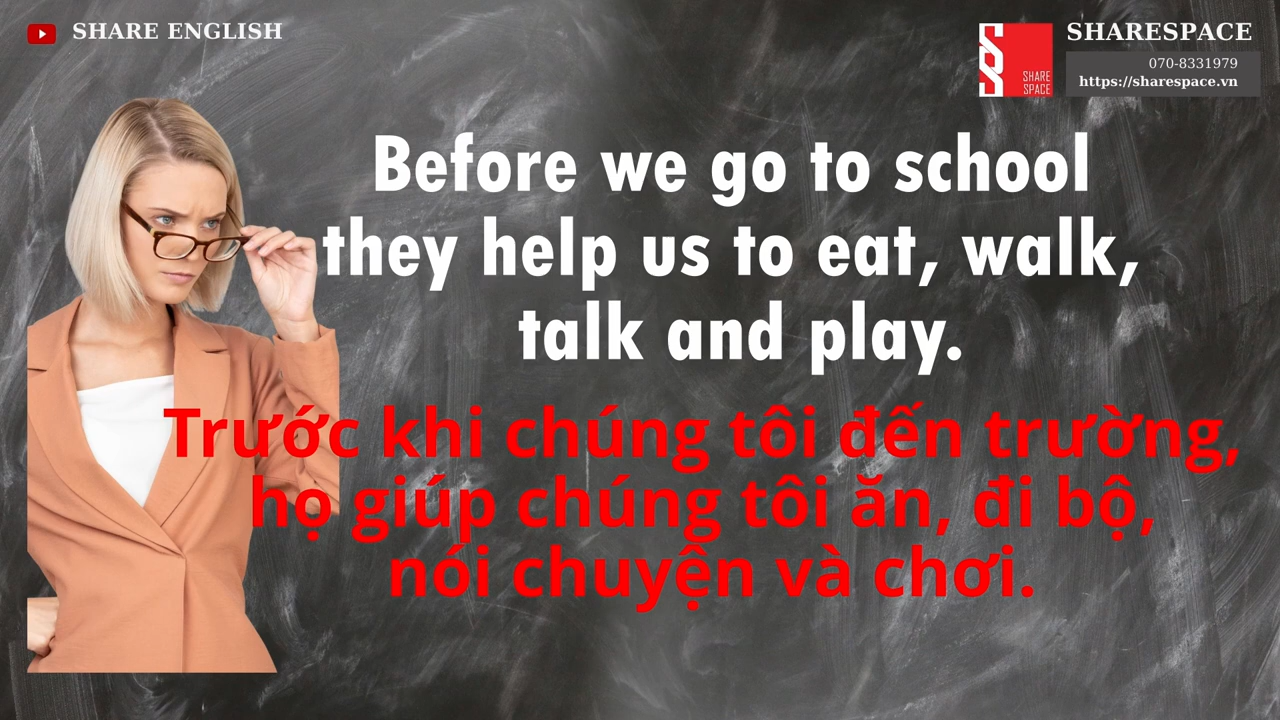 SHARE ENGLISH
SHARE
SPACE
SHARESPACE
070-8331979
https://sharespace.vn
Before we go to school
they help us to eat, walk,
talk and play.
Trước khi chúng tôi đến trường,
họ giúp chúng tôi ăn, đi bộ,
nói chuyện và chơi.